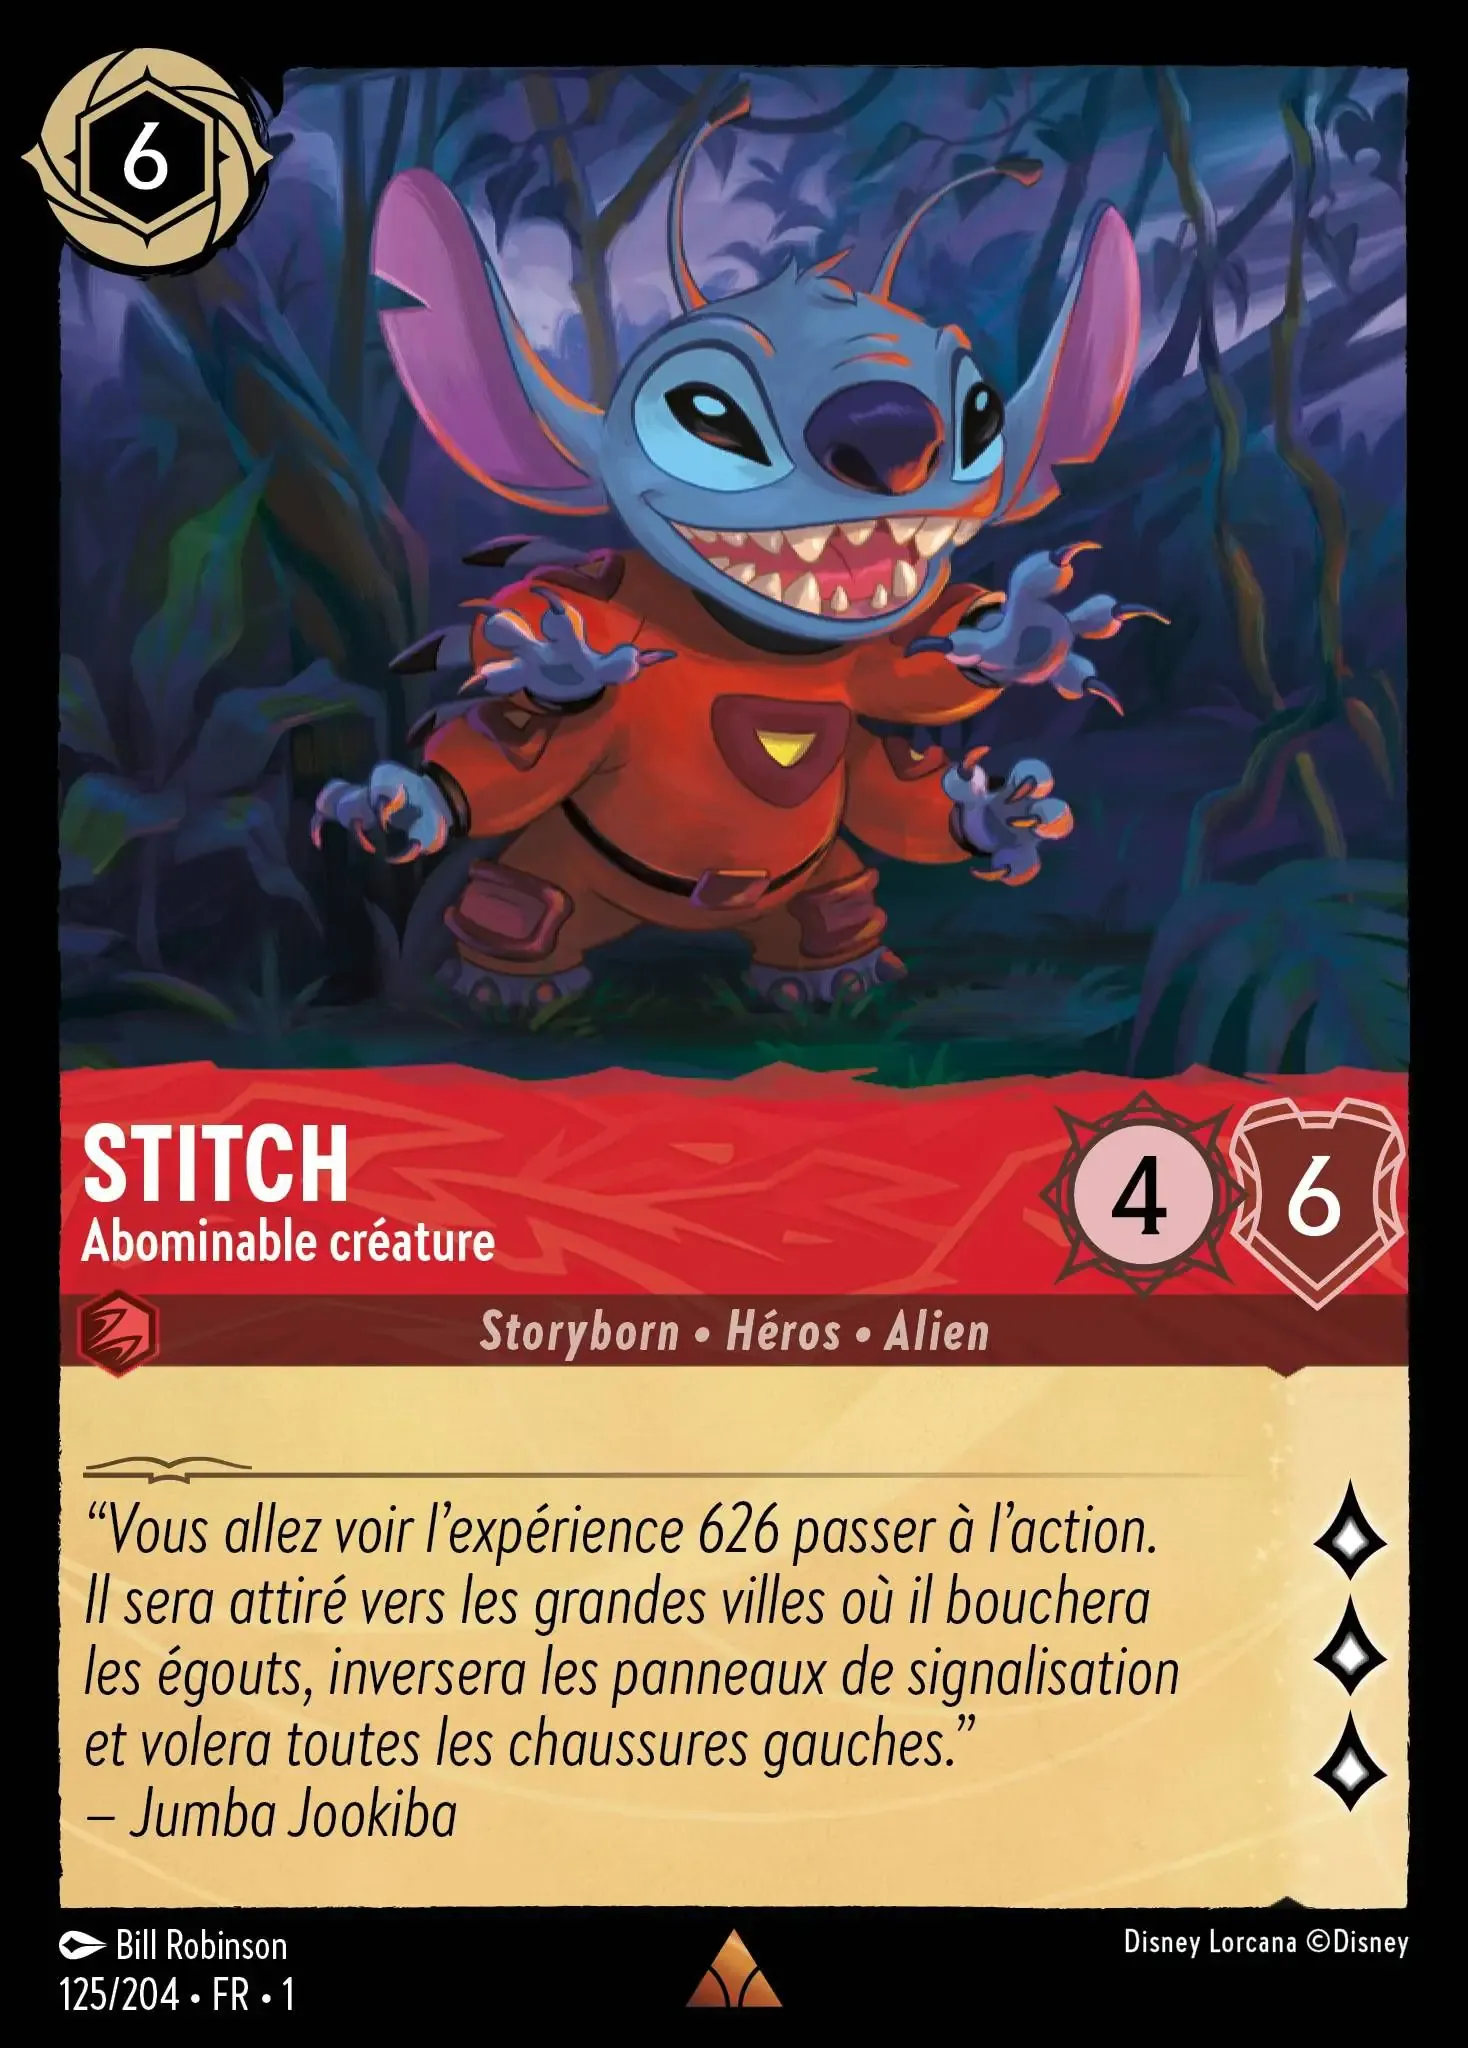 6
STITCH
Abominable créature
4
6
Storyborn • Héros • Alien
“Vous allez voir l’expérience 626 passer à l’action.
Il sera attiré vers les grandes villes où il bouchera
les égouts, inversera les panneaux de signalisation
et volera toutes les chaussures gauches.”
– Jumba Jookiba
Bill Robinson
Disney Lorcana ©Disney
125/204 • FR • 1